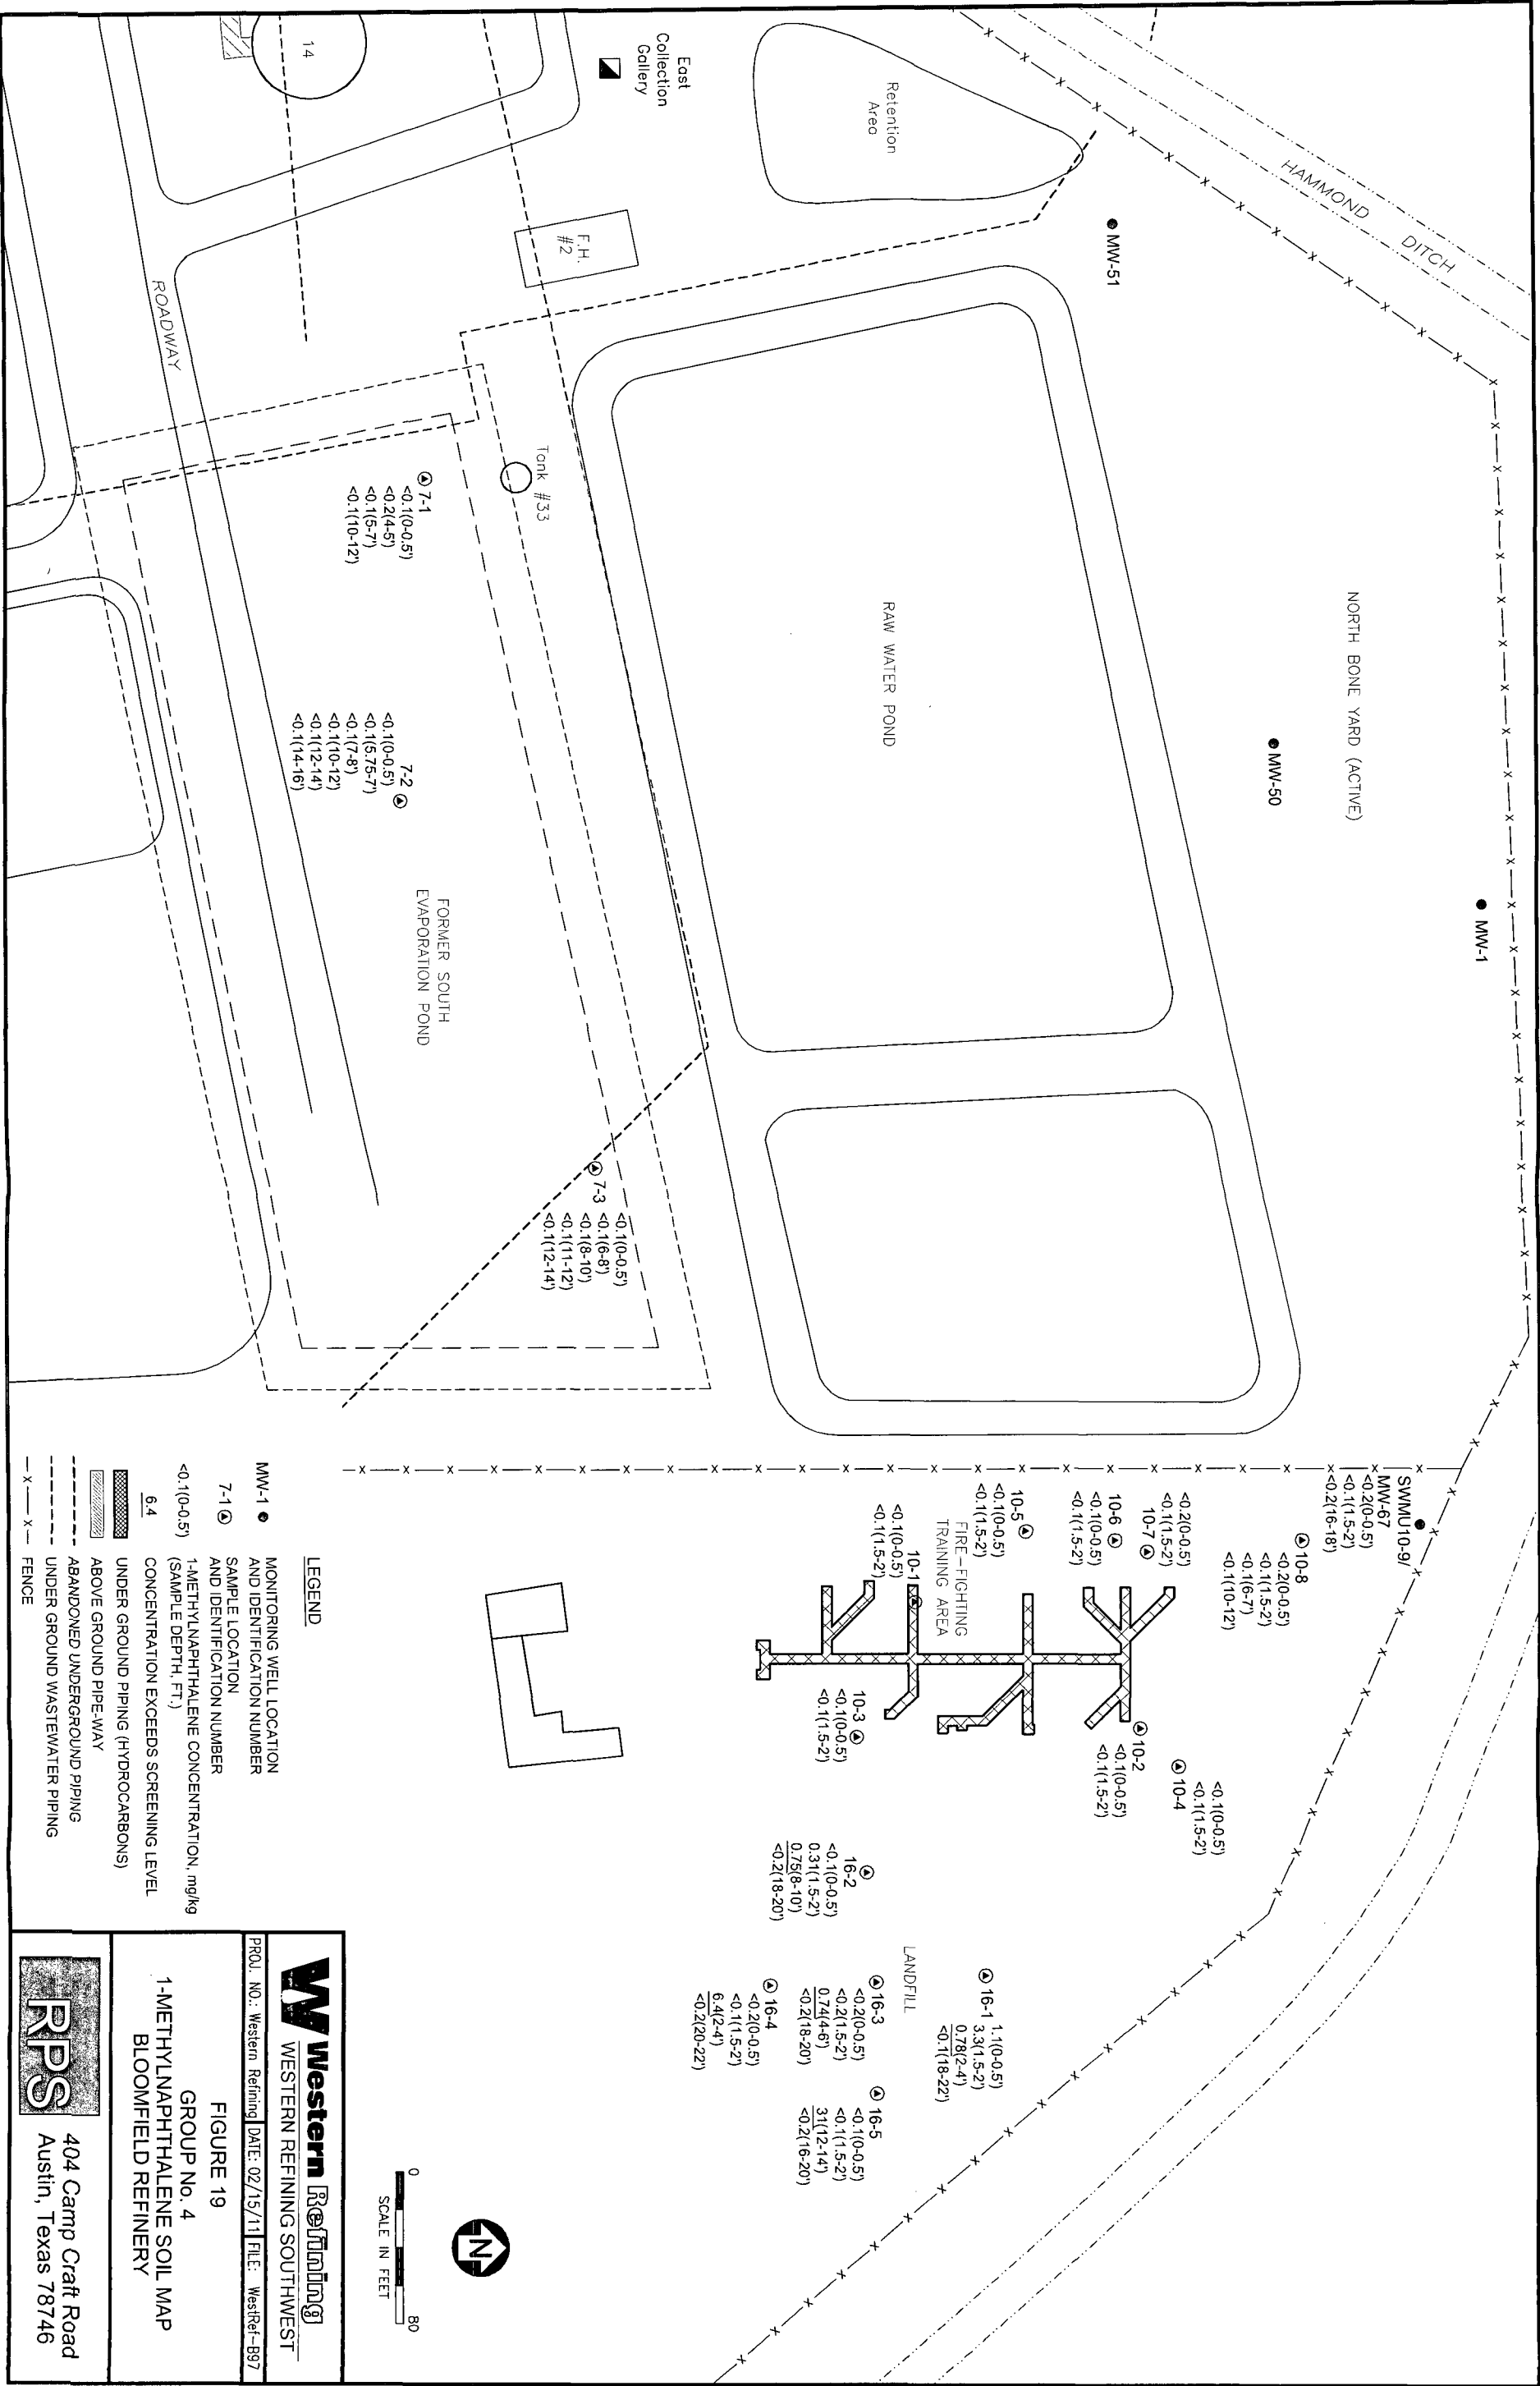 HAMMOND DITCH
MW-1
NORTH BONE YARD (ACTIVE)
MW-50
MW-51
Retention
Area
East
Collection
Gallery
RAW WATER POND
F.H.
#2
Tank #33
14
ROADWAY
FORMER SOUTH
EVAPORATION POND
7-1
<0.1(0-0.5')
<0.2(4-5')
<0.1(5-7')
<0.1(10-12')
7-2
<0.1(0-0.5')
<0.1(5.75-7')
<0.1(7-8')
<0.1(10-12')
<0.1(12-14')
<0.1(14-16')
7-3
<0.1(0-0.5')
<0.1(6-8')
<0.1(8-10')
<0.1(11-12')
<0.1(12-14')
SWMU10-9/
MW-67
<0.2(0-0.5')
<0.1(1.5-2')
<0.2(16-18')
10-8
<0.2(0-0.5')
<0.1(1.5-2')
<0.1(6-7')
<0.1(10-12')
<0.2(0-0.5')
<0.1(1.5-2')
10-7
10-6
<0.1(0-0.5')
<0.1(1.5-2')
10-5
<0.1(0-0.5')
<0.1(1.5-2')
FIRE-FIGHTING
TRAINING AREA
10-1
<0.1(0-0.5')
<0.1(1.5-2')
<0.1(0-0.5')
<0.1(1.5-2')
10-4
10-2
<0.1(0-0.5')
<0.1(1.5-2')
10-3
<0.1(0-0.5')
<0.1(1.5-2')
16-2
<0.1(0-0.5')
0.31(1.5-2')
0.75(8-10')
<0.2(18-20')
LANDFILL
16-1
1.1(0-0.5')
3.3(1.5-2')
0.78(2-4')
<0.1(18-22')
16-3
<0.2(0-0.5')
<0.2(1.5-2')
0.74(4-6')
<0.2(18-20')
16-4
<0.2(0-0.5')
<0.1(1.5-2')
6.4(2-4')
<0.2(20-22')
16-5
<0.1(0-0.5')
<0.1(1.5-2')
31(12-14')
<0.2(16-20')
N
0 80
SCALE IN FEET
LEGEND
MW-1 MONITORING WELL LOCATION
AND IDENTIFICATION NUMBER
7-1 SAMPLE LOCATION
AND IDENTIFICATION NUMBER
<0.1(0-0.5') 1-METHYLNAPHTHALENE CONCENTRATION, mg/kg
(SAMPLE DEPTH, FT.)
6.4 CONCENTRATION EXCEEDS SCREENING LEVEL
UNDER GROUND PIPING (HYDROCARBONS)
ABOVE GROUND PIPE-WAY
ABANDONED UNDERGROUND PIPING
UNDER GROUND WASTEWATER PIPING
FENCE
Western Refining
WESTERN REFINING SOUTHWEST
PROJ. NO.: Western Refining DATE: 02/15/11 FILE: WestRef-B97
FIGURE 19
GROUP No. 4
1-METHYLNAPHTHALENE SOIL MAP
BLOOMFIELD REFINERY
RPS
404 Camp Craft Road
Austin, Texas 78746